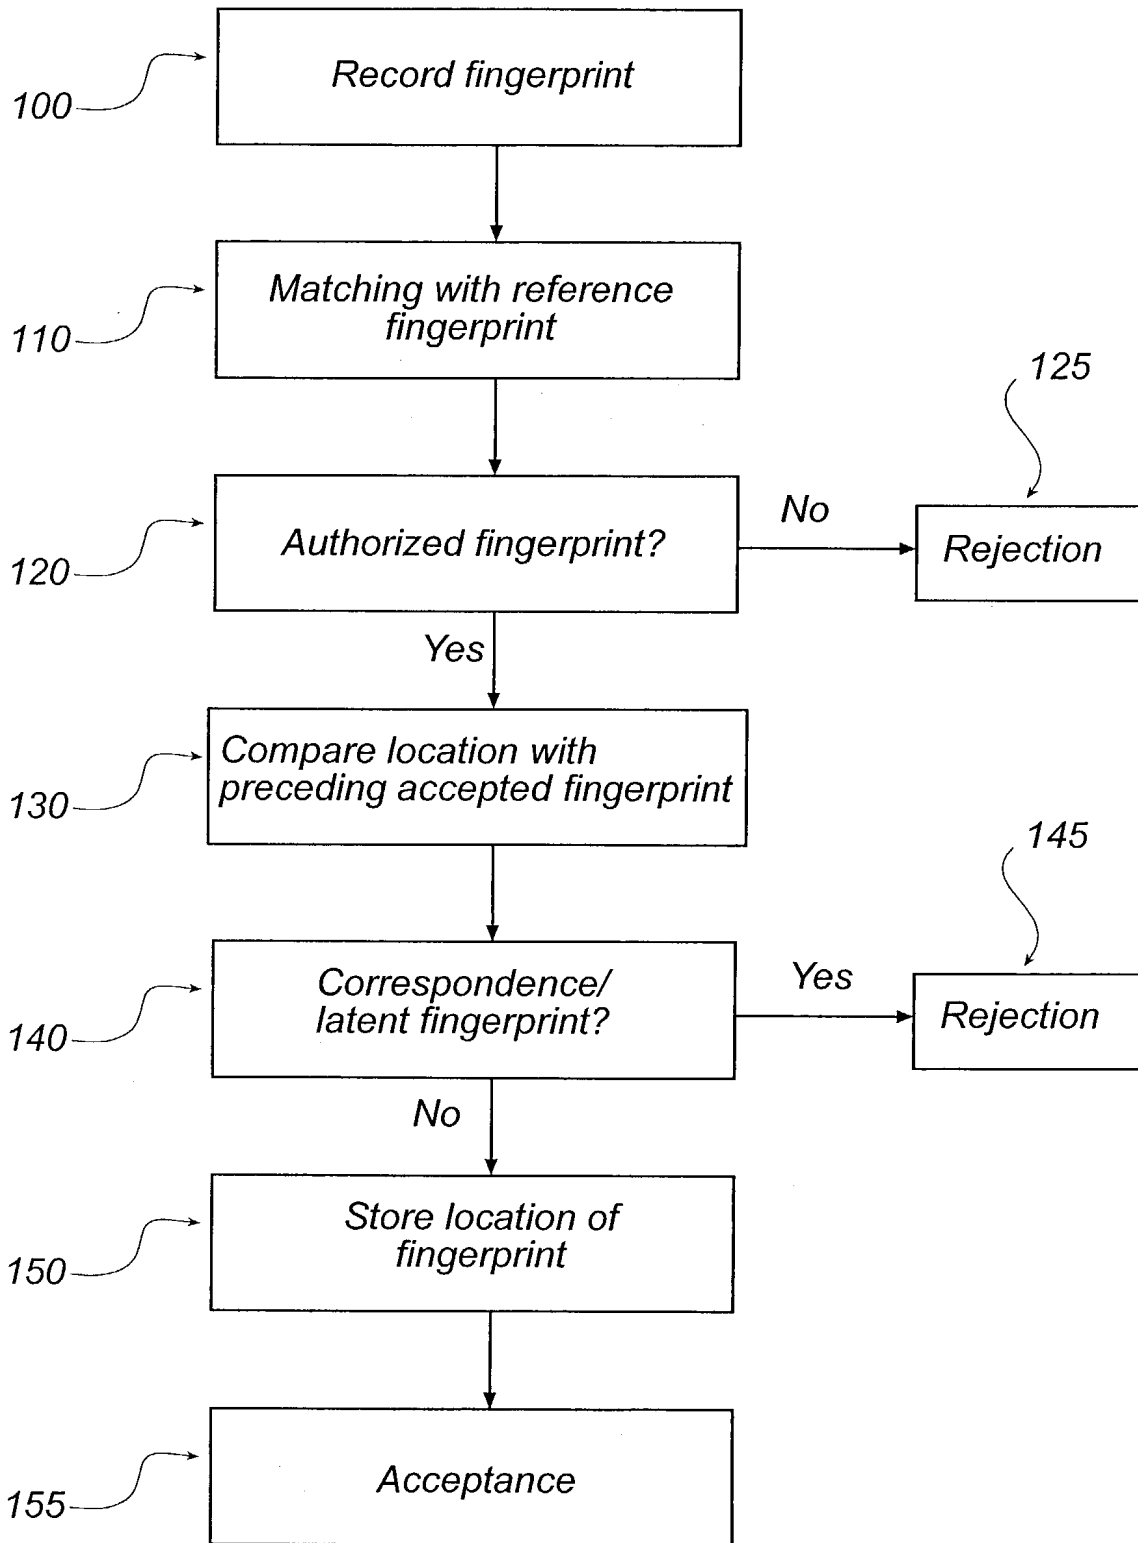 Record fingerprint
100
Matching with reference
fingerprint
110
125
Authorized fingerprint?
No
Rejection
120
Yes
Compare location with
preceding accepted fingerprint
130
145
Correspondence/
latent fingerprint?
Yes
Rejection
140
No
Store location of
fingerprint
150
Acceptance
155